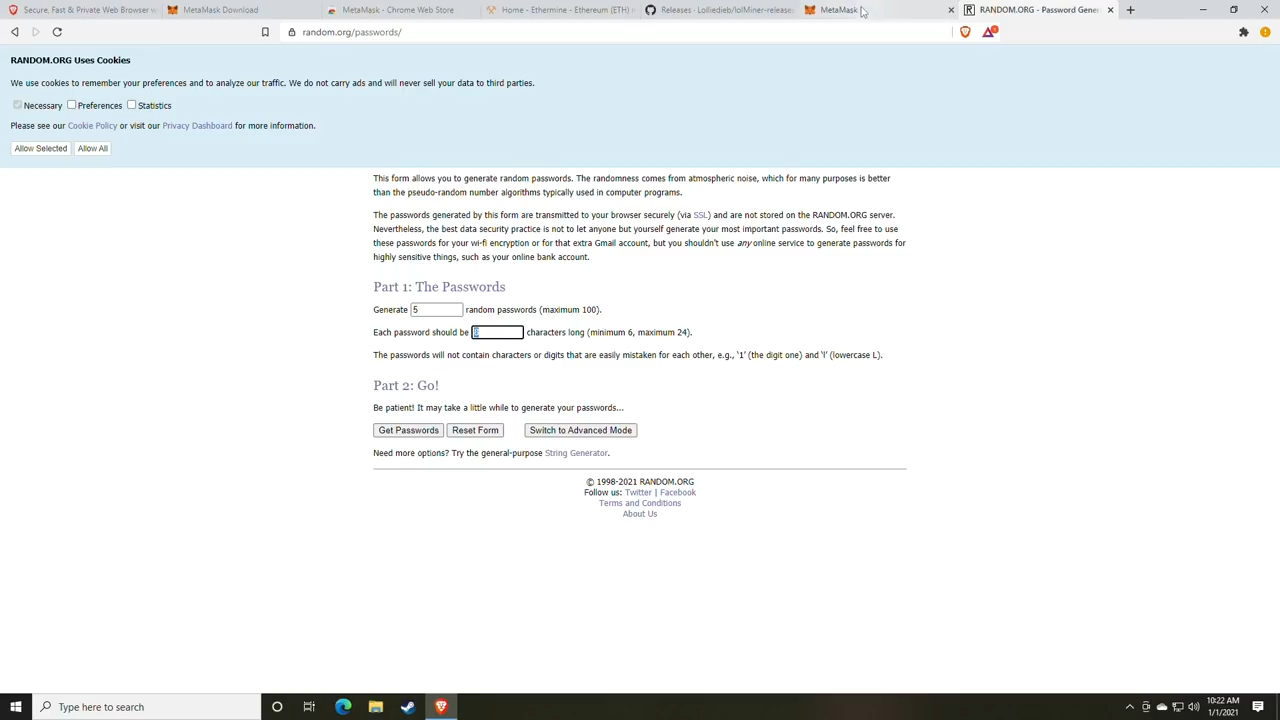 Secure, Fast & Private Web Browser w
MetaMask Download
MetaMask - Chrome Web Store
Home - Ethermine - Ethereum (ETH) m
Releases · Lolliedieb/lolMiner-releases
MetaMask
RANDOM.ORG - Password Gener
random.org/passwords/
RANDOM.ORG Uses Cookies
We use cookies to remember your preferences and to analyze our traffic. We do not carry ads and will never sell your data to third parties.
Necessary Preferences Statistics
Please see our Cookie Policy or visit our Privacy Dashboard for more information.
Allow Selected Allow All
This form allows you to generate random passwords. The randomness comes from atmospheric noise, which for many purposes is better
than the pseudo-random number algorithms typically used in computer programs.
The passwords generated by this form are transmitted to your browser securely (via SSL) and are not stored on the RANDOM.ORG server.
Nevertheless, the best data security practice is not to let anyone but yourself generate your most important passwords. So, feel free to use
these passwords for your wi-fi encryption or for that extra Gmail account, but you shouldn't use any online service to generate passwords for
highly sensitive things, such as your online bank account.
Part 1: The Passwords
Generate 5 random passwords (maximum 100).
Each password should be characters long (minimum 6, maximum 24).
The passwords will not contain characters or digits that are easily mistaken for each other, e.g., '1' (the digit one) and 'l' (lowercase L).
Part 2: Go!
Be patient! It may take a little while to generate your passwords...
Get Passwords Reset Form Switch to Advanced Mode
Need more options? Try the general-purpose String Generator.
© 1998-2021 RANDOM.ORG
Follow us: Twitter | Facebook
Terms and Conditions
About Us
Type here to search
10:22 AM
1/1/2021